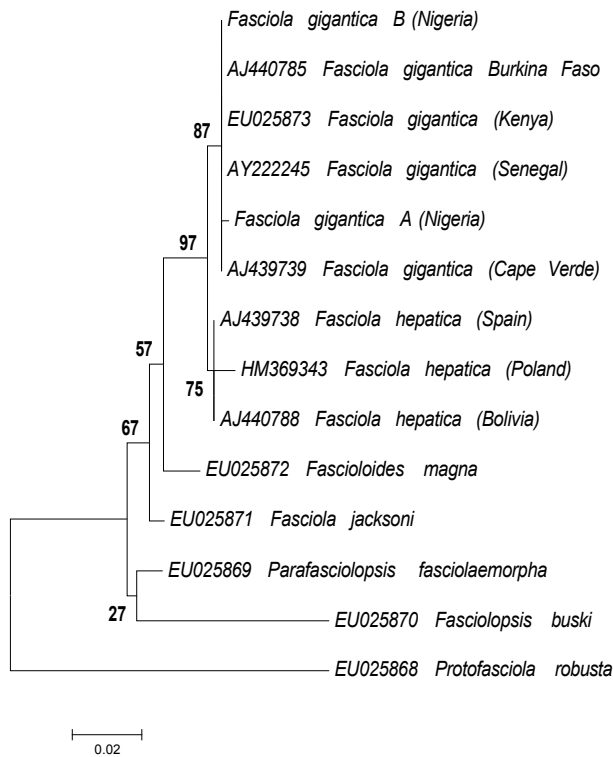 Fasciola gigantica B (Nigeria)
AJ440785 Fasciola gigantica Burkina Faso
87
EU025873 Fasciola gigantica (Kenya)
AY222245 Fasciola gigantica (Senegal)
Fasciola gigantica A (Nigeria)
97
AJ439739 Fasciola gigantica (Cape Verde)
AJ439738 Fasciola hepatica (Spain)
57
HM369343 Fasciola hepatica (Poland)
75
AJ440788 Fasciola hepatica (Bolivia)
67
EU025872 Fascioloides magna
EU025871 Fasciola jacksoni
EU025869 Parafasciolopsis fasciolaemorpha
27
EU025870 Fasciolopsis buski
EU025868 Protofasciola robusta
0.02